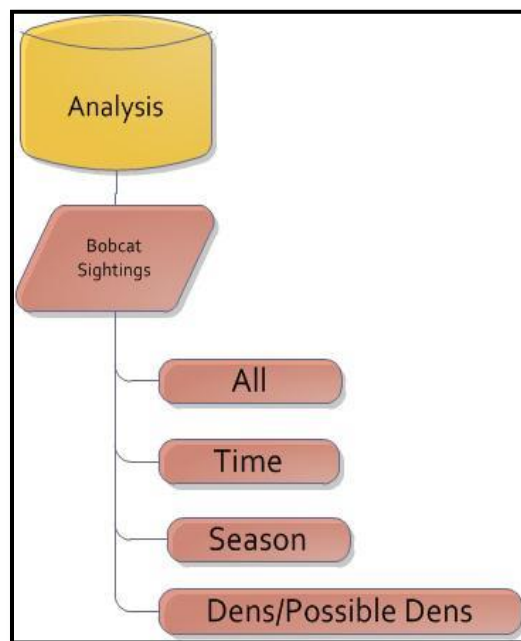 Analysis
Bobcat
Sightings
All
Time
Season
Dens/Possible Dens